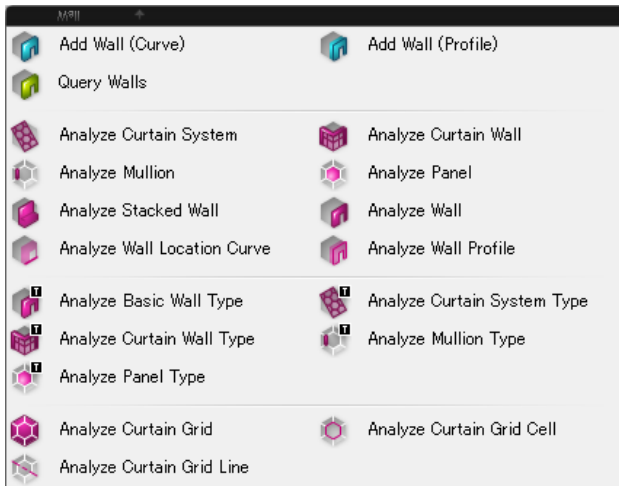 Wall
Add Wall (Curve) Add Wall (Profile)
Query Walls
Analyze Curtain System Analyze Curtain Wall
Analyze Mullion Analyze Panel
Analyze Stacked Wall Analyze Wall
Analyze Wall Location Curve Analyze Wall Profile
T T
Analyze Basic Wall Type Analyze Curtain System Type
T T
Analyze Curtain Wall Type Analyze Mullion Type
T
Analyze Panel Type
Analyze Curtain Grid Analyze Curtain Grid Cell
Analyze Curtain Grid Line